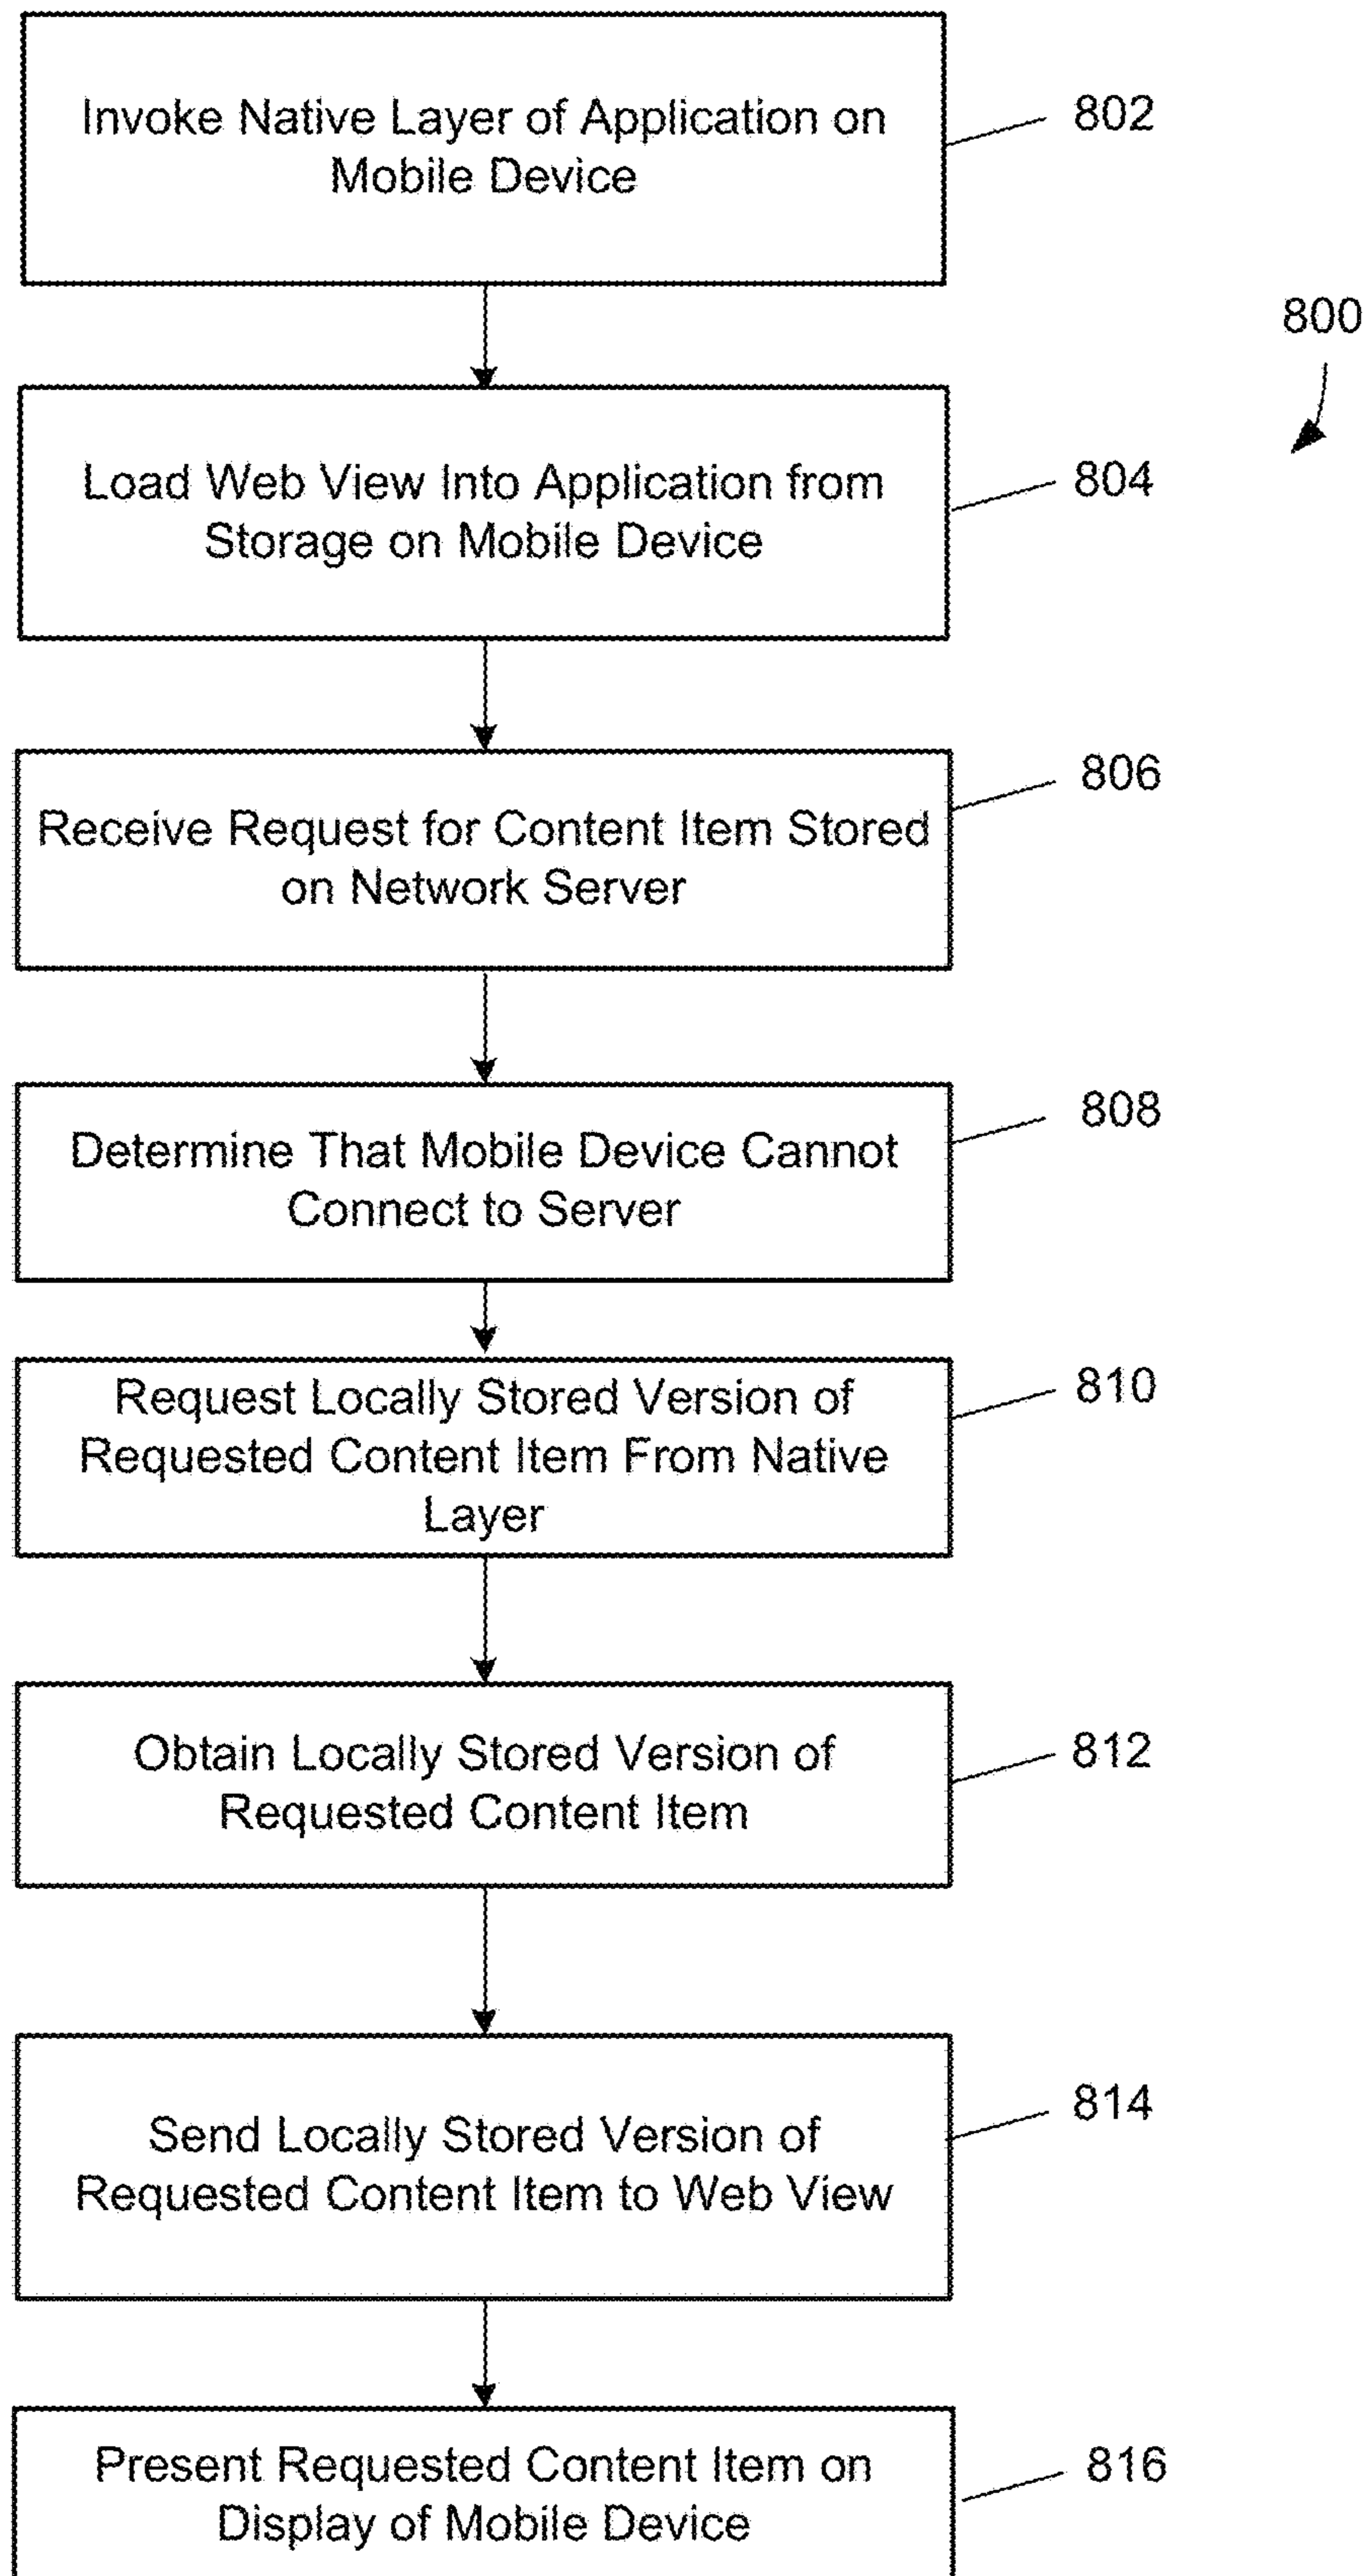 Invoke Native Layer of Application on
Mobile Device
802
800
Load Web View Into Application from
Storage on Mobile Device
804
Receive Request for Content Item Stored
on Network Server
806
Determine That Mobile Device Cannot
Connect to Server
808
Request Locally Stored Version of
Requested Content Item From Native
Layer
810
Obtain Locally Stored Version of
Requested Content Item
812
Send Locally Stored Version of
Requested Content Item to Web View
814
Present Requested Content Item on
Display of Mobile Device
816